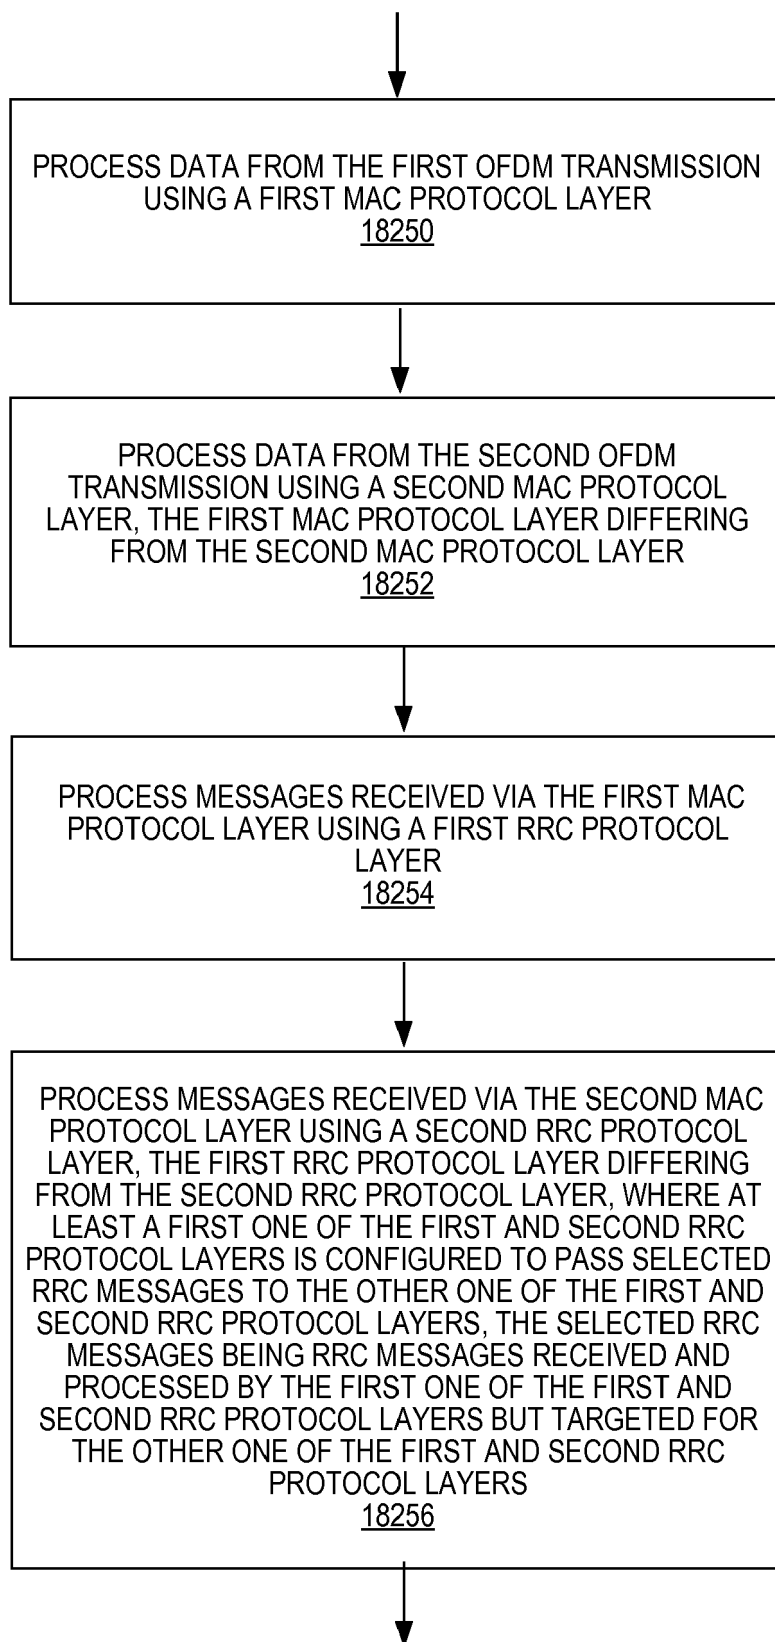 PROCESS DATA FROM THE FIRST OFDM TRANSMISSION
USING A FIRST MAC PROTOCOL LAYER
18250
PROCESS DATA FROM THE SECOND OFDM
TRANSMISSION USING A SECOND MAC PROTOCOL
LAYER, THE FIRST MAC PROTOCOL LAYER DIFFERING
FROM THE SECOND MAC PROTOCOL LAYER
18252
PROCESS MESSAGES RECEIVED VIA THE FIRST MAC
PROTOCOL LAYER USING A FIRST RRC PROTOCOL
LAYER
18254
PROCESS MESSAGES RECEIVED VIA THE SECOND MAC
PROTOCOL LAYER USING A SECOND RRC PROTOCOL
LAYER, THE FIRST RRC PROTOCOL LAYER DIFFERING
FROM THE SECOND RRC PROTOCOL LAYER, WHERE AT
LEAST A FIRST ONE OF THE FIRST AND SECOND RRC
PROTOCOL LAYERS IS CONFIGURED TO PASS SELECTED
RRC MESSAGES TO THE OTHER ONE OF THE FIRST AND
SECOND RRC PROTOCOL LAYERS, THE SELECTED RRC
MESSAGES BEING RRC MESSAGES RECEIVED AND
PROCESSED BY THE FIRST ONE OF THE FIRST AND
SECOND RRC PROTOCOL LAYERS BUT TARGETED FOR
THE OTHER ONE OF THE FIRST AND SECOND RRC
PROTOCOL LAYERS
18256